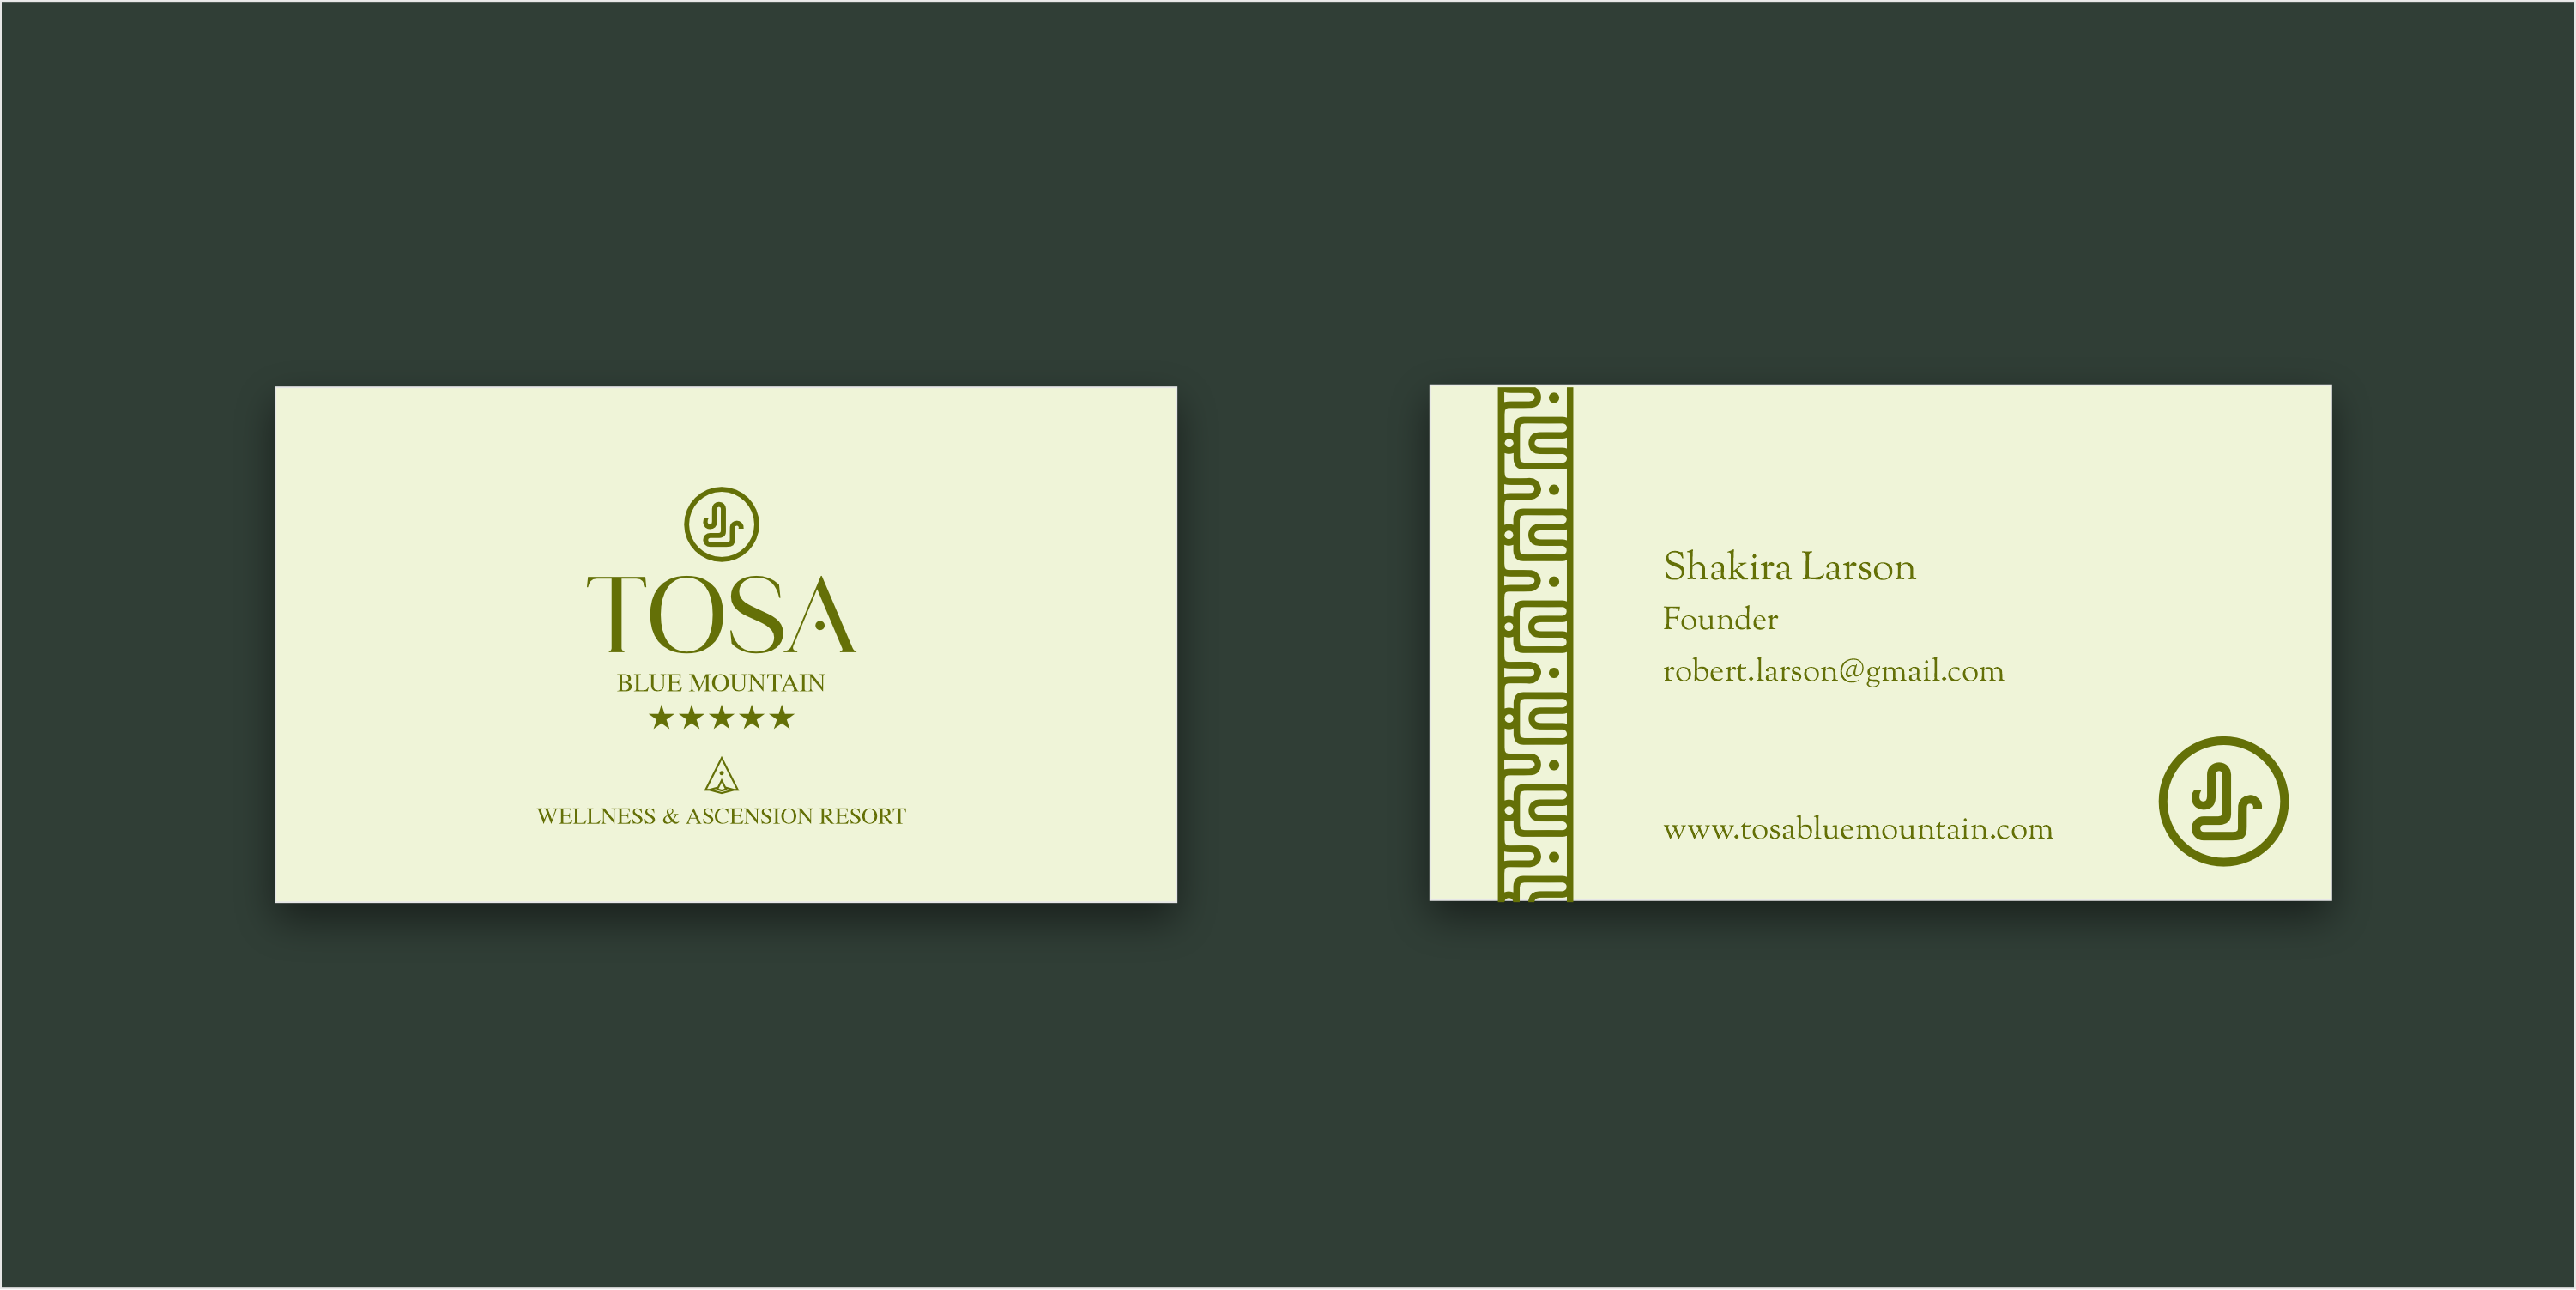 TOSA
BLUE MOUNTAIN
★★★★★
WELLNESS & ASCENSION RESORT
Shakira Larson
Founder
robert.larson@gmail.com
www.tosabluemountain.com